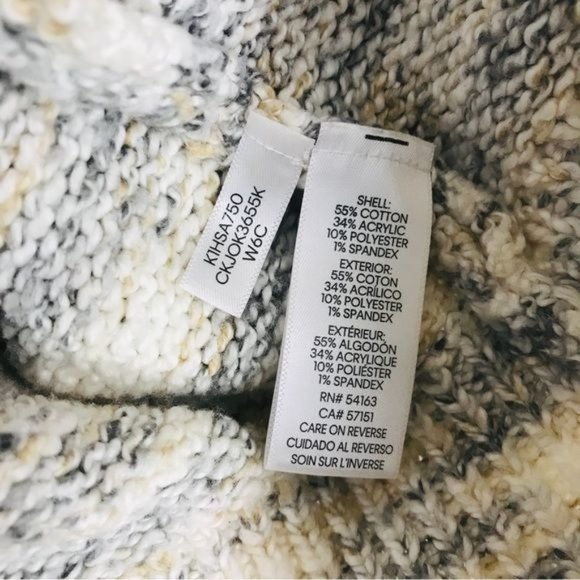 K1HSA750
CKJOK3655K
W6C
SHELL:
55% COTTON
34% ACRYLIC
10% POLYESTER
1% SPANDEX
EXTERIOR:
55% COTON
34% ACRÍLICO
10% POLYESTER
1% SPANDEX
EXTÉRIEUR:
55% ALGODÓN
34% ACRYLIQUE
10% POLIÉSTER
1% SPANDEX
RN# 54163
CA# 57151
CARE ON REVERSE
CUIDADO AL REVERSO
SOIN SUR L'INVERSE